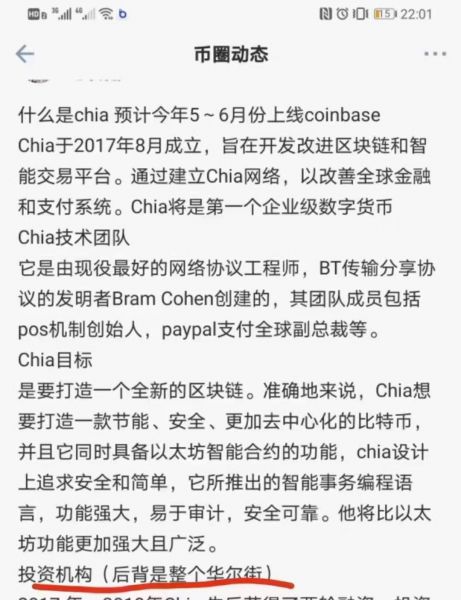 HD 3G 4G 15 22:01
币圈动态
什么是chia 预计今年5～6月份上线coinbase
Chia于2017年8月成立，旨在开发改进区块链和智
能交易平台。通过建立Chia网络，以改善全球金融
和支付系统。Chia将是第一个企业级数字货币
Chia技术团队
它是由现役最好的网络协议工程师，BT传输分享协
议的发明者Bram Cohen创建的，其团队成员包括
pos机制创始人，paypal支付全球副总裁等。
Chia目标
是要打造一个全新的区块链。准确地来说，Chia想
要打造一款节能、安全、更加去中心化的比特币，
并且它同时具备以太坊智能合约的功能，chia设计
上追求安全和简单，它所推出的智能事务编程语
言，功能强大，易于审计，安全可靠。他将比以太
坊功能更加强大且广泛。
投资机构（后背是整个华尔街）